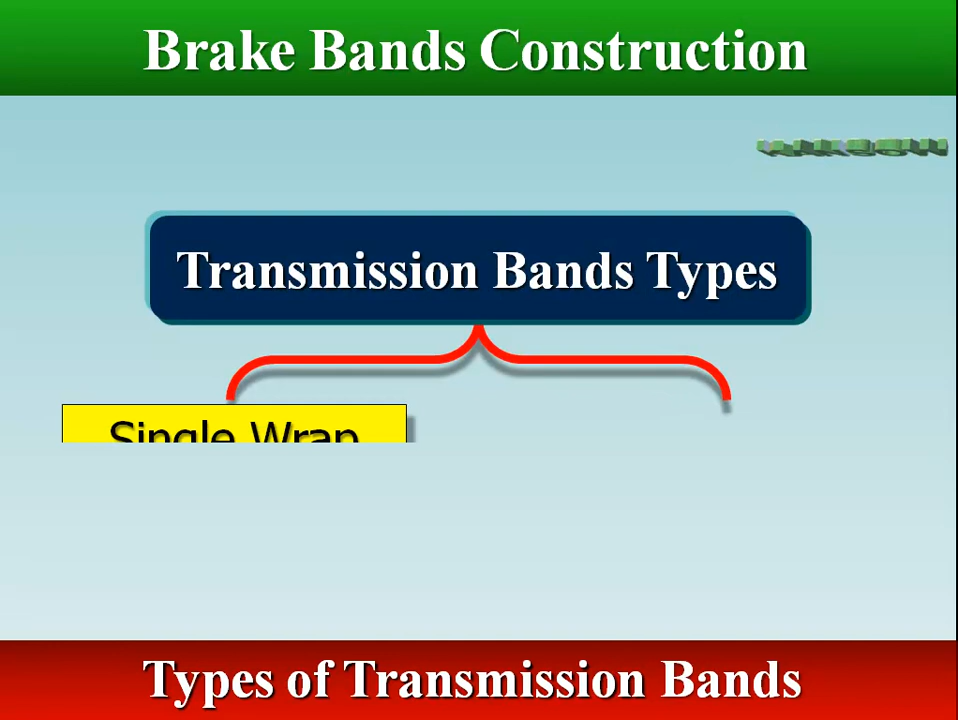 Brake Bands Construction
Transmission Bands Types
Single Wrap
Types of Transmission Bands